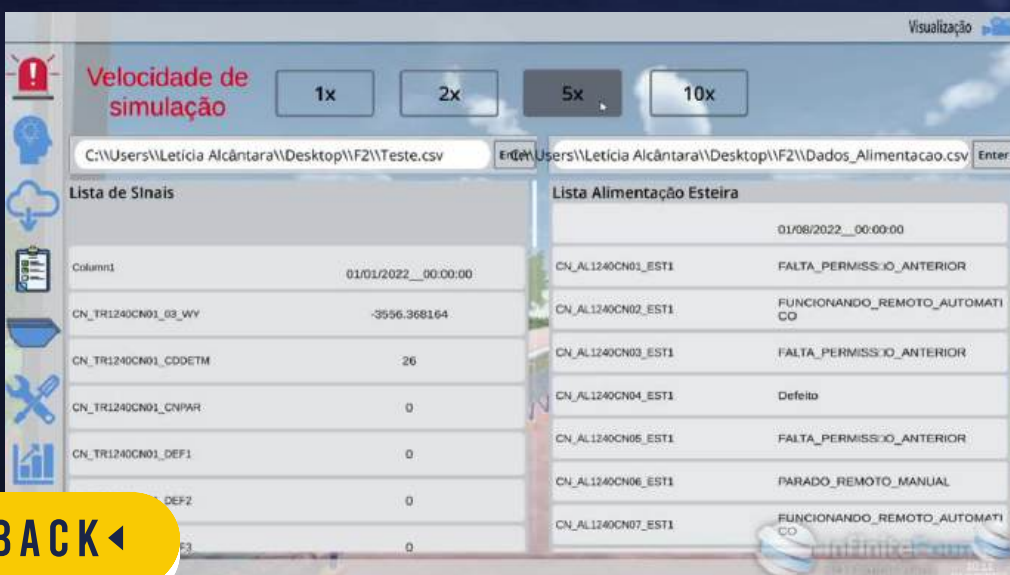 Visualização
Velocidade de
simulação
1x
2x
5x
10x
C:\\Users\\Letícia Alcântara\\Desktop\\F2\\Teste.csv
Users\\Letícia Alcântara\\Desktop\\F2\\Dados_Alimentacao.csv
Enter
Lista de SInais
Column1
01/01/2022__00:00:00
CN_TR1240CN01_03_WY
-3556.368164
CN_TR1240CN01_CDDETM
26
CN_TR1240CN01_CNPAR
0
CN_TR1240CN01_DEF1
0
DEF2
0
0
Lista Alimentação Esteira
01/08/2022__00:00:00
CN_AL1240CN01_EST1
FALTA_PERMISS□O_ANTERIOR
CN_AL1240CN02_EST1
FUNCIONANDO_REMOTO_AUTOMATI
CO
CN_AL1240CN03_EST1
FALTA_PERMISS□O_ANTERIOR
CN_AL1240CN04_EST1
Defeito
CN_AL1240CN05_EST1
FALTA_PERMISS□O_ANTERIOR
CN_AL1240CN06_EST1
PARADO_REMOTO_MANUAL
CN_AL1240CN07_EST1
FUNCIONANDO_REMOTO_AUTOMATI
CO
BACK